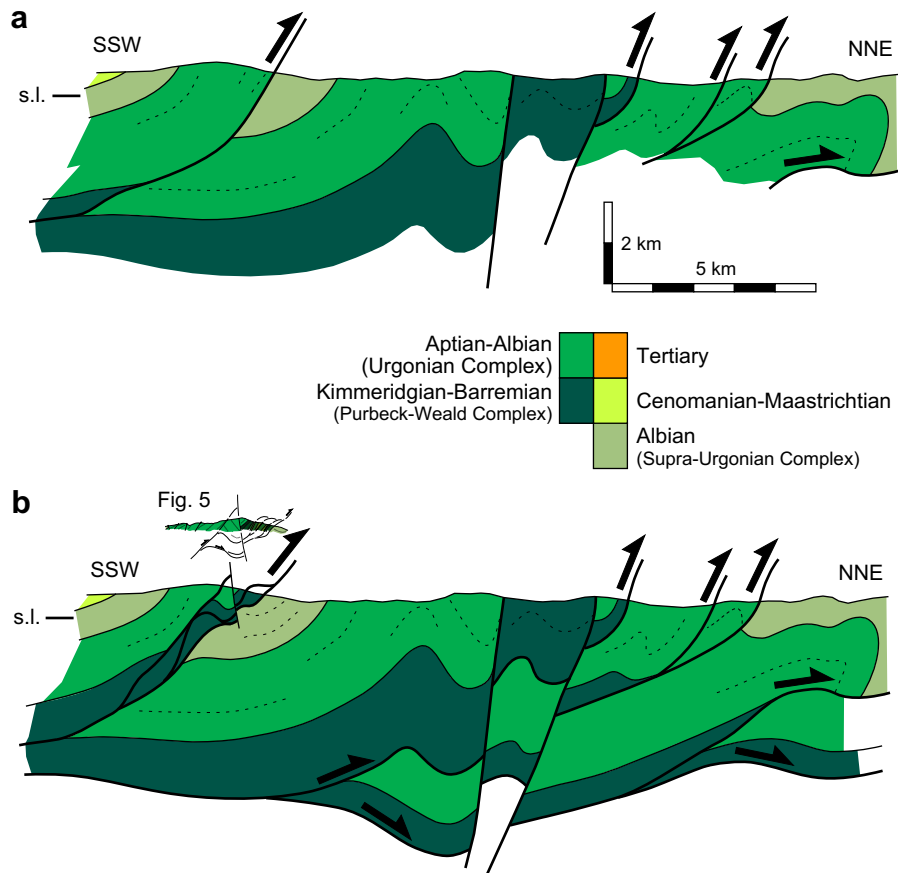 a
SSW
NNE
s.l.
2 km
5 km
Aptian-Albian
(Urgonian Complex)
Tertiary
Kimmeridgian-Barremian
(Purbeck-Weald Complex)
Cenomanian-Maastrichtian
Albian
(Supra-Urgonian Complex)
b
Fig. 5
SSW
NNE
s.l.